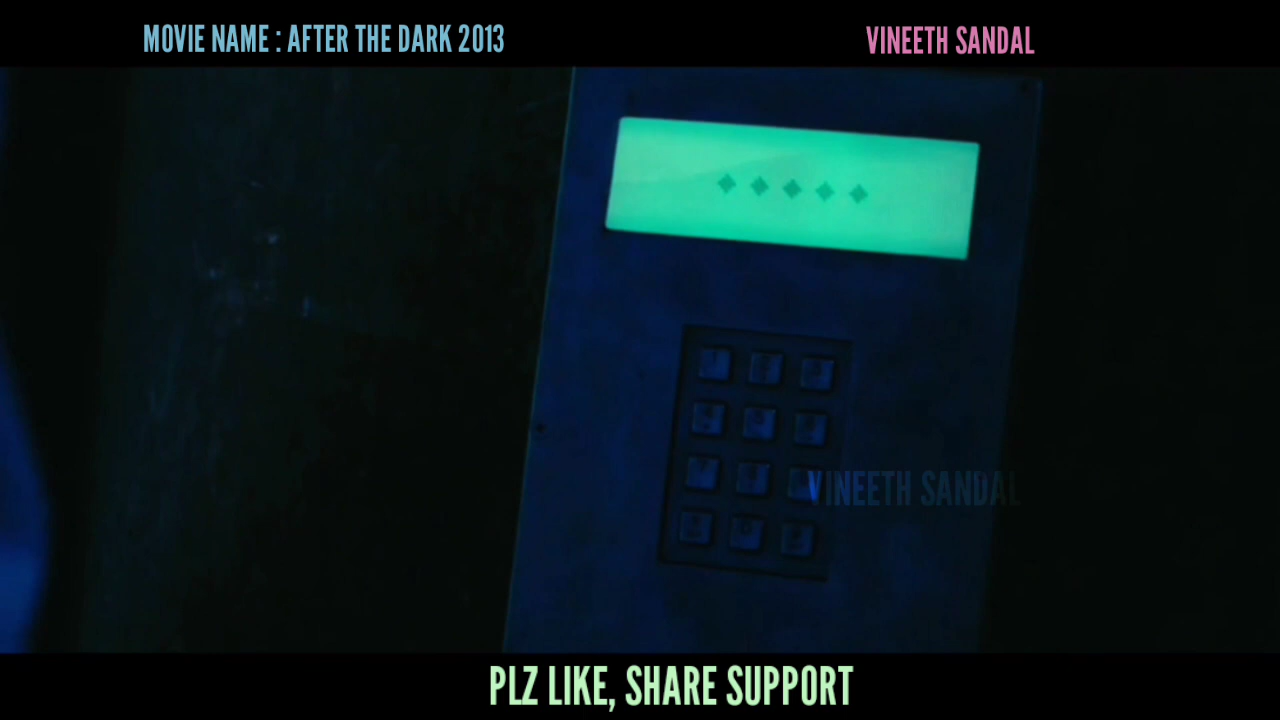 MOVIE NAME : AFTER THE DARK 2013
VINEETH SANDAL
VINEETH SANDAL
PLZ LIKE, SHARE SUPPORT